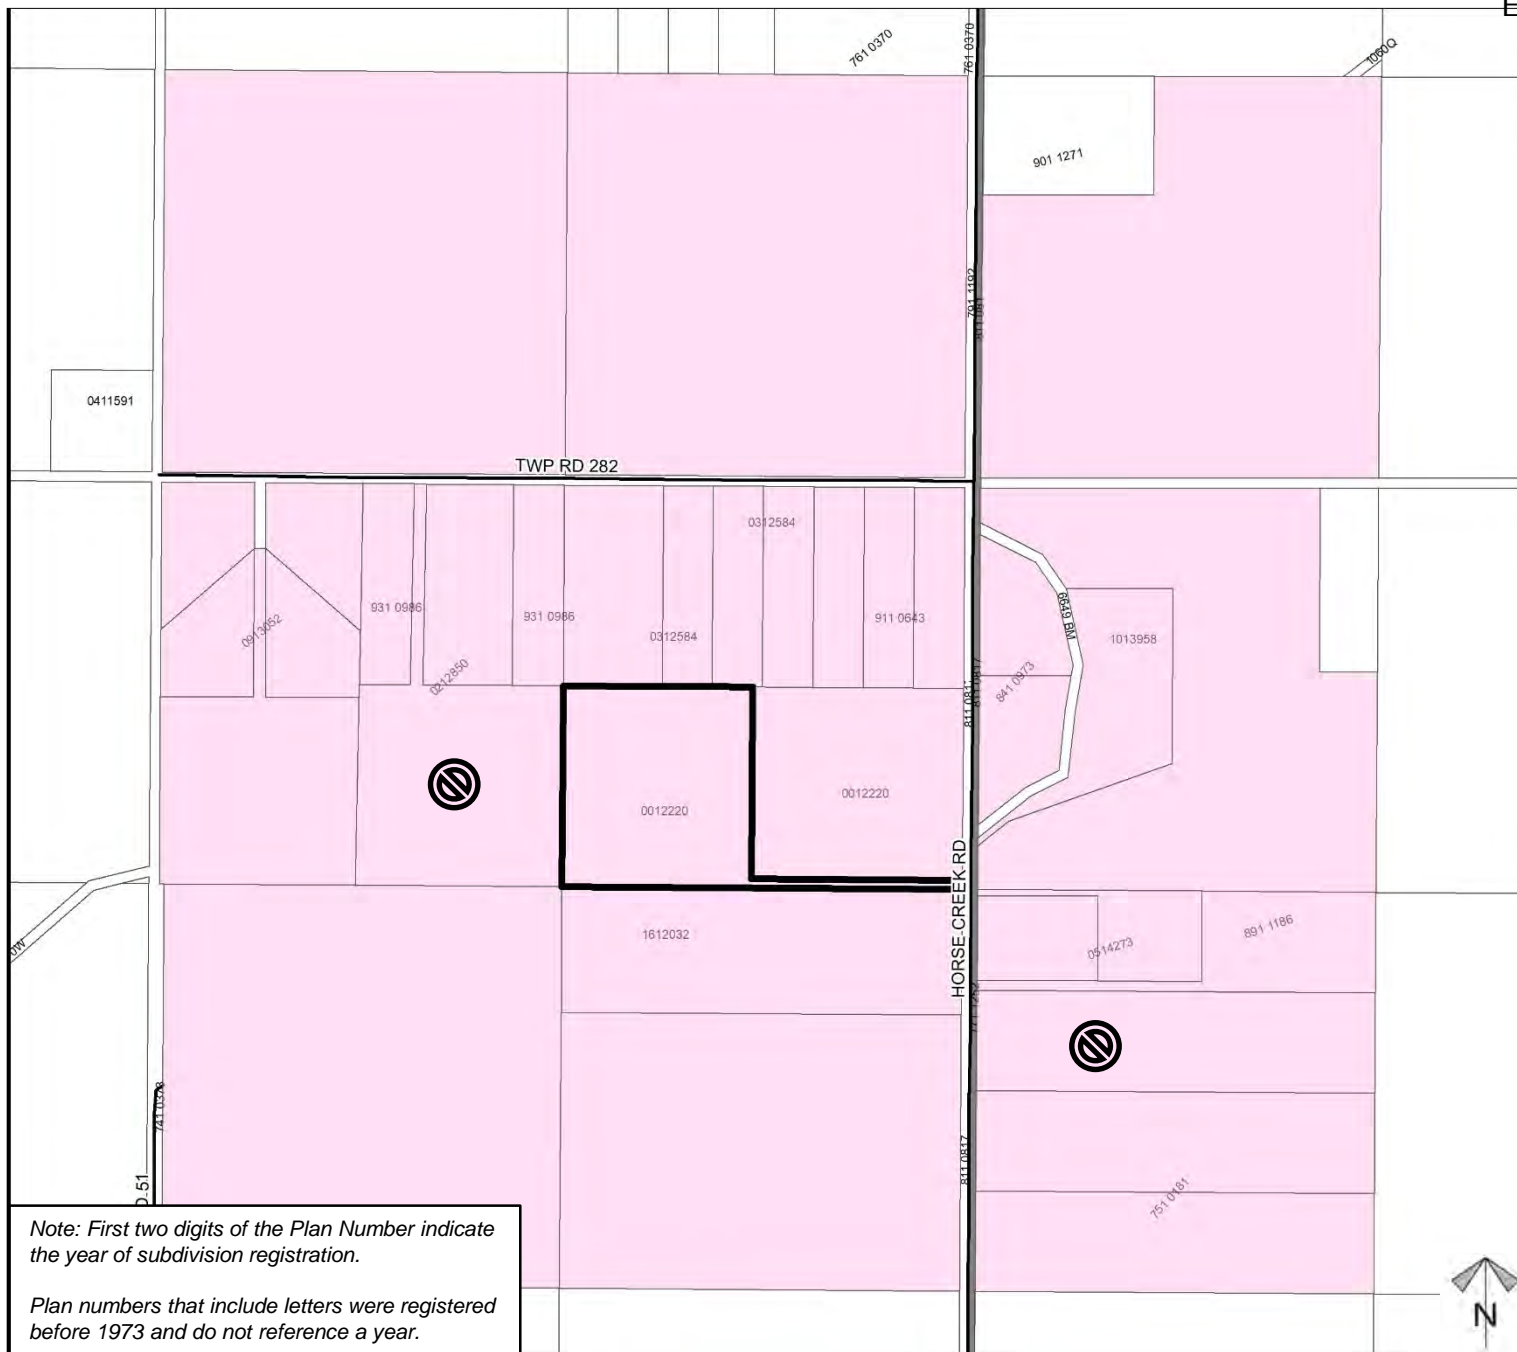 761 0370
761 0370
1060Q
901 1271
791 1192
0411591
TWP RD 282
0312584
931 0986
931 0986
911 0643
0913052
0312584
6649 BM
1013958
0212850
841 0973
811 0817
0012220
0012220
HORSE CREEK RD
1612032
0514273
891 1186
741 0378
811 0817
751 0181
Note: First two digits of the Plan Number indicate
the year of subdivision registration.
Plan numbers that include letters were registered
before 1973 and do not reference a year.
N